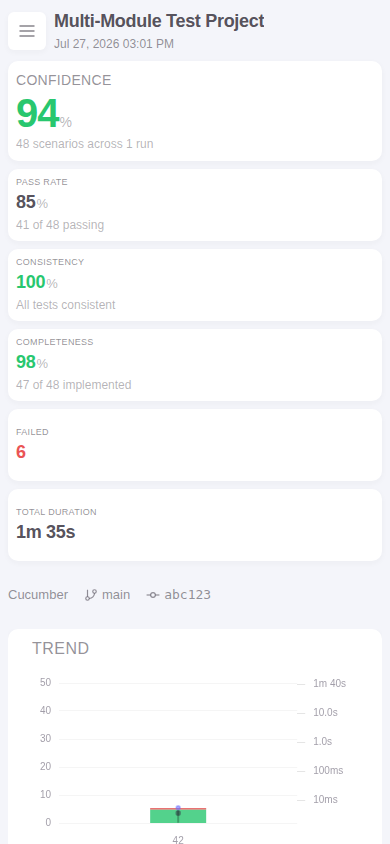 Multi-Module Test Project
Jul 27, 2026 03:01 PM
CONFIDENCE
94%
48 scenarios across 1 run
PASS RATE
85%
41 of 48 passing
CONSISTENCY
100%
All tests consistent
COMPLETENESS
98%
47 of 48 implemented
FAILED
6
TOTAL DURATION
1m 35s
Cucumber main abc123
TREND
50 1m 40s
40 10.0s
30 1.0s
20 100ms
10 10ms
0
42